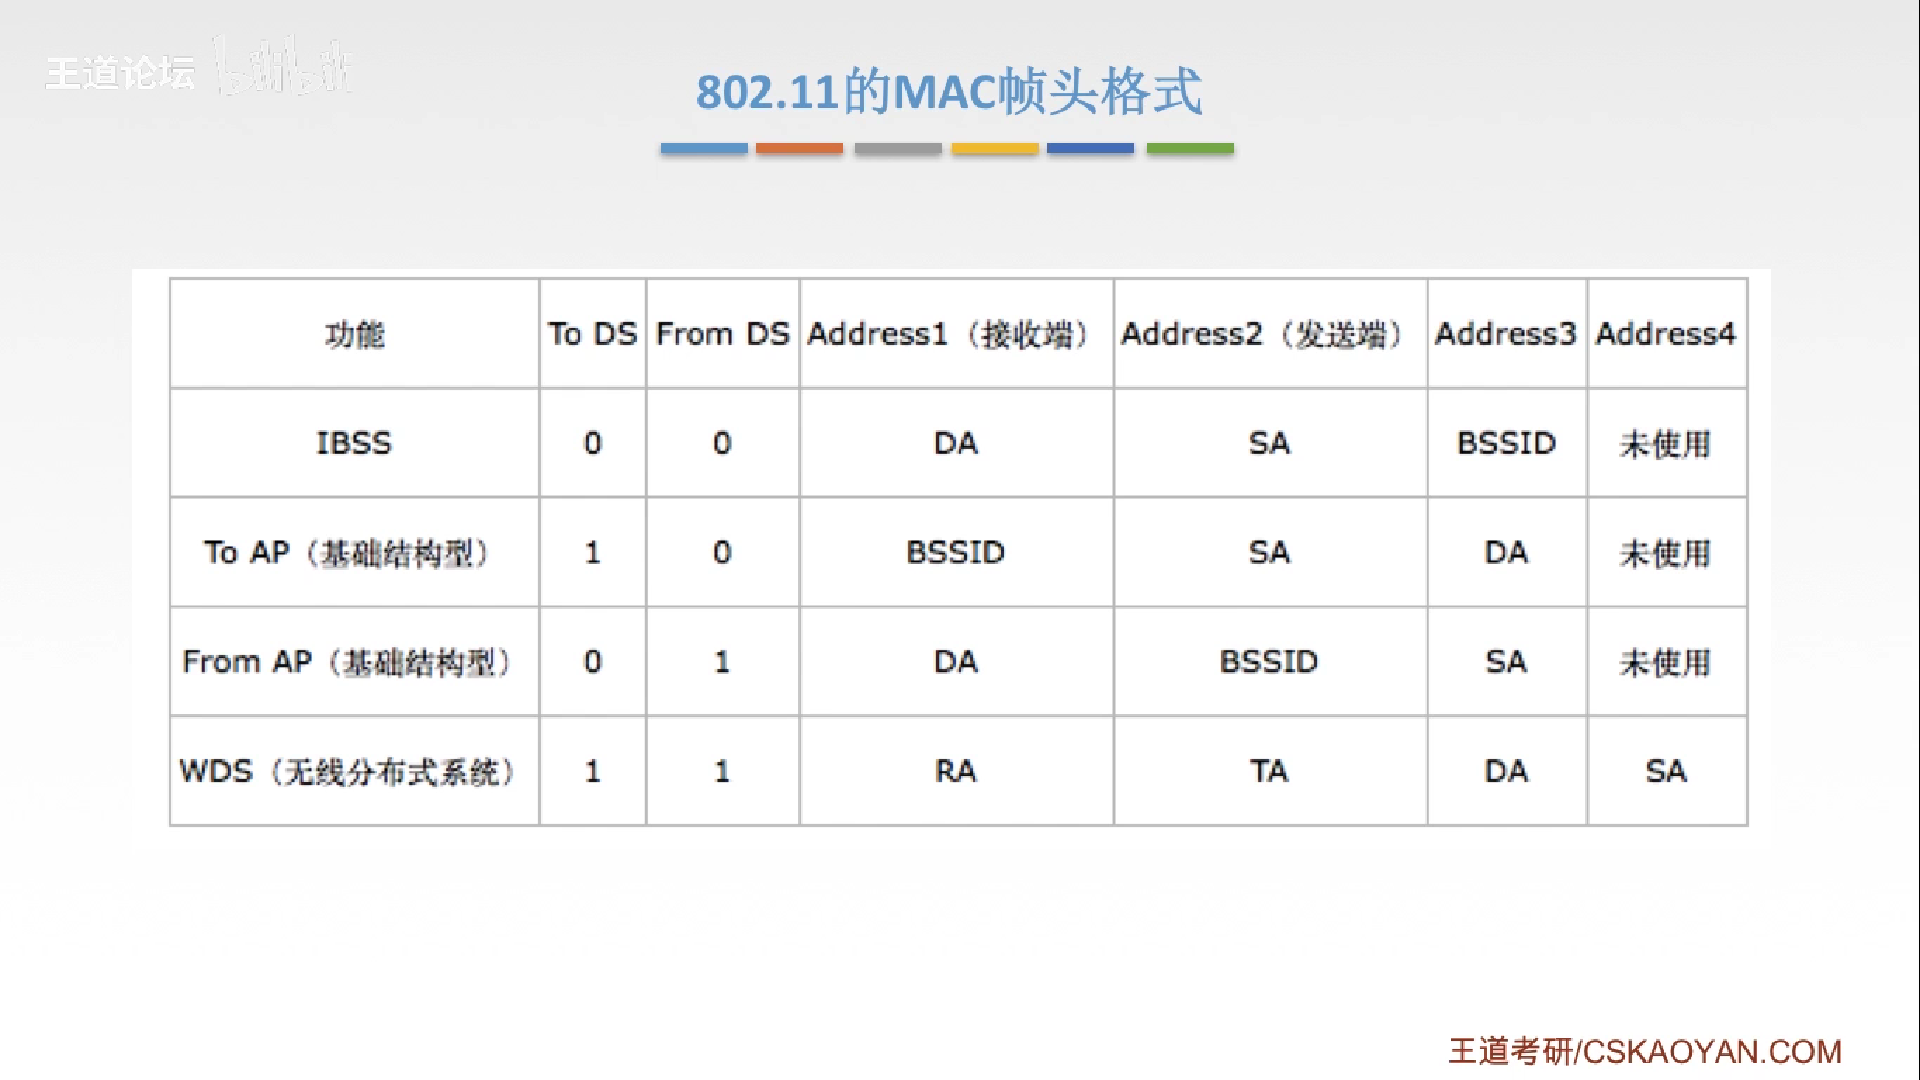 王道论坛 bilibili
802.11的MAC帧头格式
功能 To DS From DS Address1（接收端） Address2（发送端） Address3 Address4
IBSS 0 0 DA SA BSSID 未使用
To AP（基础结构型） 1 0 BSSID SA DA 未使用
From AP（基础结构型） 0 1 DA BSSID SA 未使用
WDS（无线分布式系统） 1 1 RA TA DA SA
王道考研/CSKAOYAN.COM